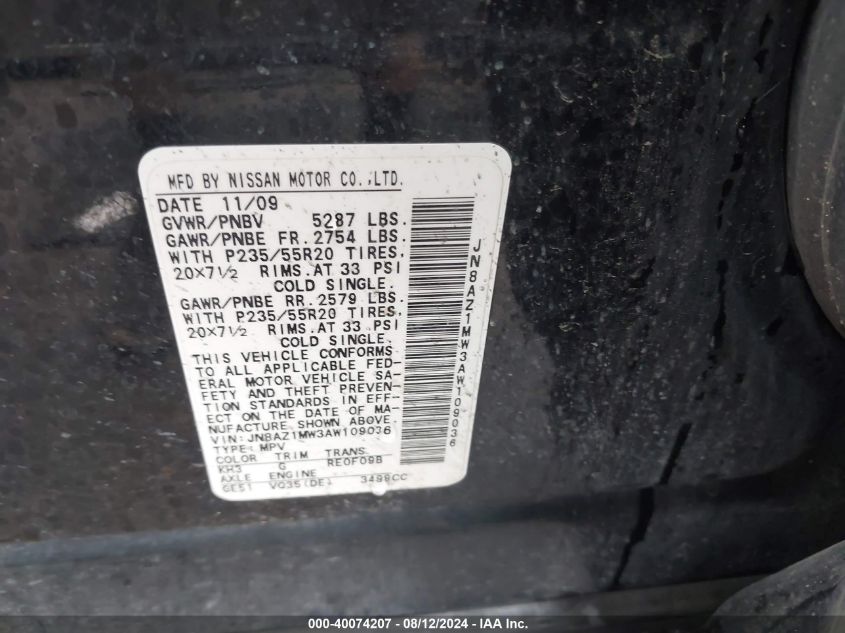 MFD BY NISSAN MOTOR CO.,LTD.
DATE 11/09
GVWR/PNBV 5287 LBS.
GAWR/PNBE FR. 2754 LBS.
WITH P235/55R20 TIRES.
20X7½ RIMS. AT 33 PSI
COLD SINGLE.
GAWR/PNBE RR. 2579 LBS.
WITH P235/55R20 TIRES.
20X7½ RIMS. AT 33 PSI
COLD SINGLE.
THIS VEHICLE CONFORMS
TO ALL APPLICABLE FED-
ERAL MOTOR VEHICLE SA-
FETY AND THEFT PREVEN-
TION STANDARDS IN EFF-
ECT ON THE DATE OF MA-
NUFACTURE SHOWN ABOVE.
VIN: JN8AZ1MW3AW109036
TYPE: MPV
COLOR TRIM TRANS
KH3 G RE0F09B
AXLE ENGINE
VQ35(DE) 3498CC
JN8AZ1MW3AW109036
000-40074207 - 08/12/2024 - IAA Inc.